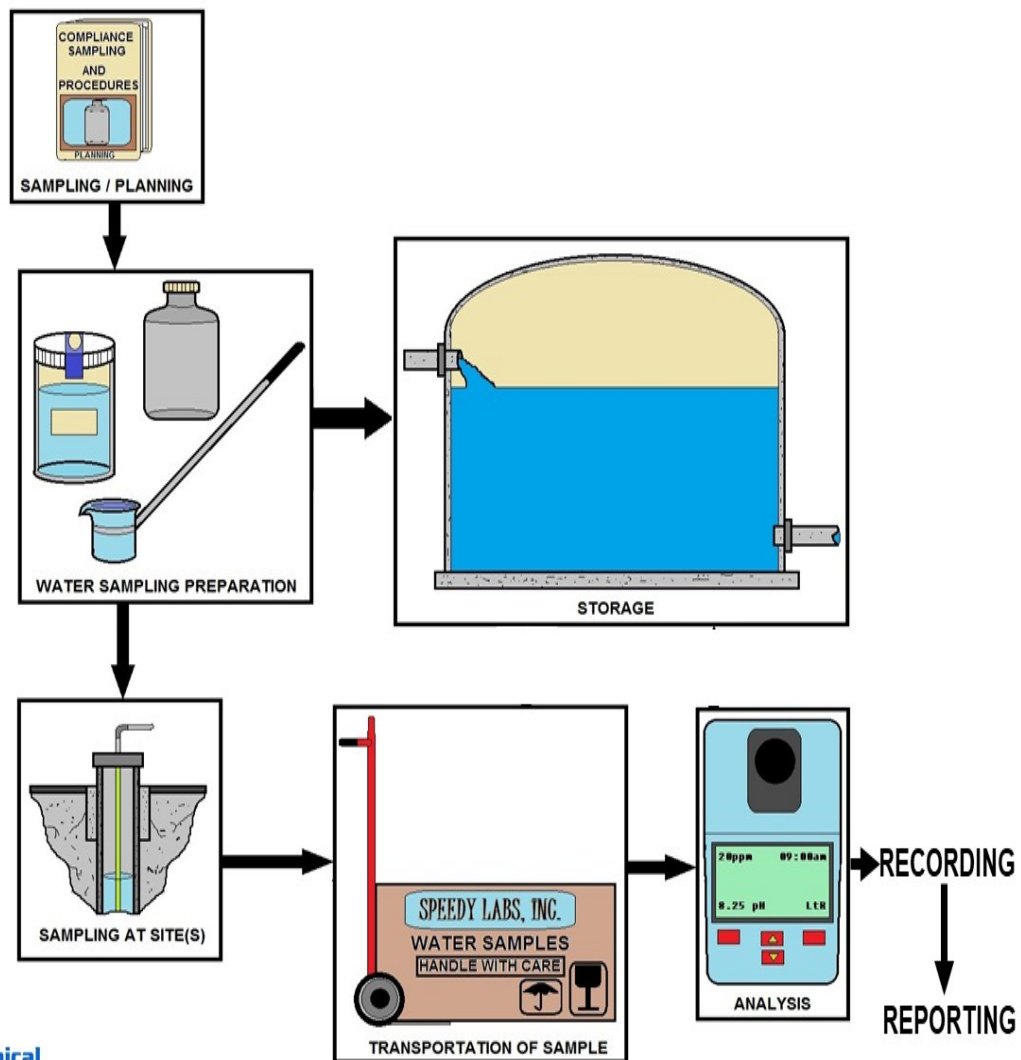 COMPLIANCE
SAMPLING
AND
PROCEDURES
PLANNING
SAMPLING / PLANNING
WATER SAMPLING PREPARATION
STORAGE
SAMPLING AT SITE(S)
SPEEDY LABS, INC.
WATER SAMPLES
HANDLE WITH CARE
TRANSPORTATION OF SAMPLE
20ppm 09:00am
8.25 pH LtR
ANALYSIS
RECORDING
REPORTING